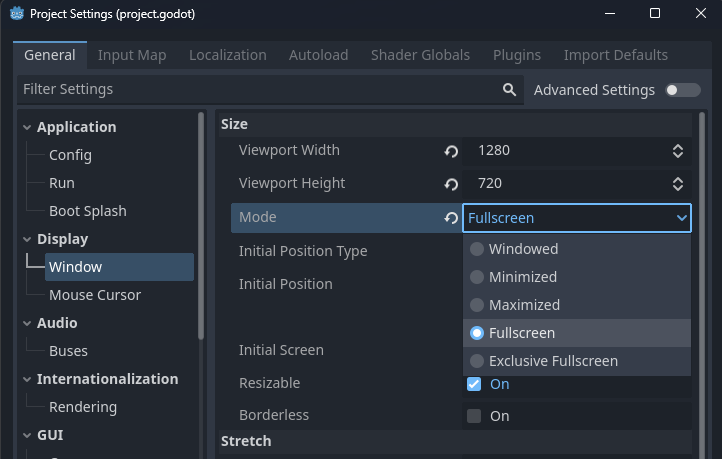 Project Settings (project.godot)
General Input Map Localization Autoload Shader Globals Plugins Import Defaults
Filter Settings
Advanced Settings
Application
Config
Run
Boot Splash
Display
Window
Mouse Cursor
Audio
Buses
Internationalization
Rendering
GUI
Size
Viewport Width 1280
Viewport Height 720
Mode Fullscreen
Initial Position Type
Initial Position
Initial Screen
Windowed
Minimized
Maximized
Fullscreen
Exclusive Fullscreen
Resizable On
Borderless On
Stretch